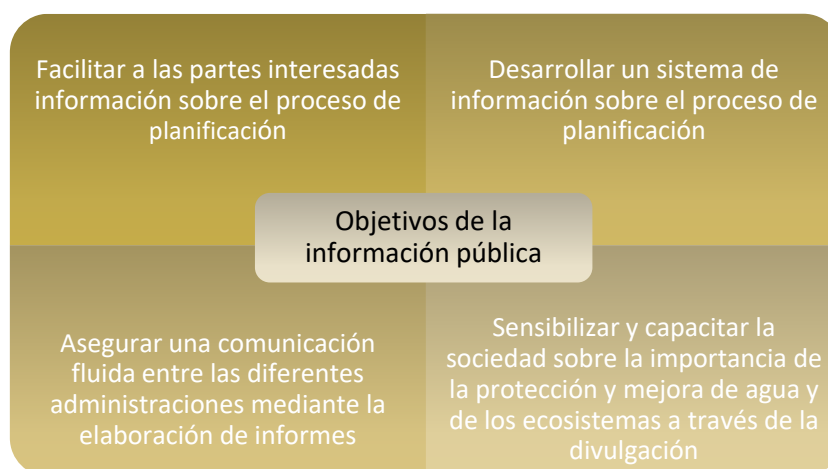 Facilitar a las partes interesadas
información sobre el proceso de
planificación
Desarrollar un sistema de
información sobre el proceso de
planificación
Objetivos de la
información pública
Asegurar una comunicación
fluida entre las diferentes
administraciones mediante la
elaboración de informes
Sensibilizar y capacitar la
sociedad sobre la importancia de
la protección y mejora de agua y
de los ecosistemas a través de la
divulgación